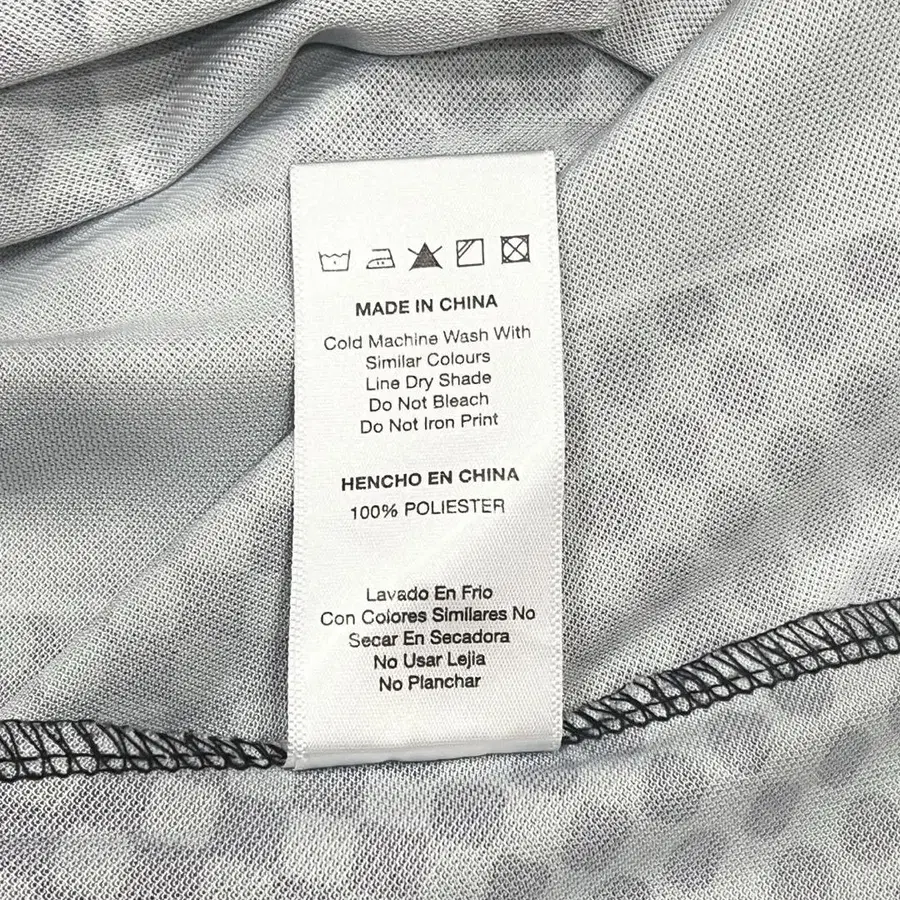 MADE IN CHINA
Cold Machine Wash With
Similar Colours
Line Dry Shade
Do Not Bleach
Do Not Iron Print
HENCHO EN CHINA
100% POLIESTER
Lavado En Frio
Con Colores Similares No
Secar En Secadora
No Usar Lejia
No Planchar